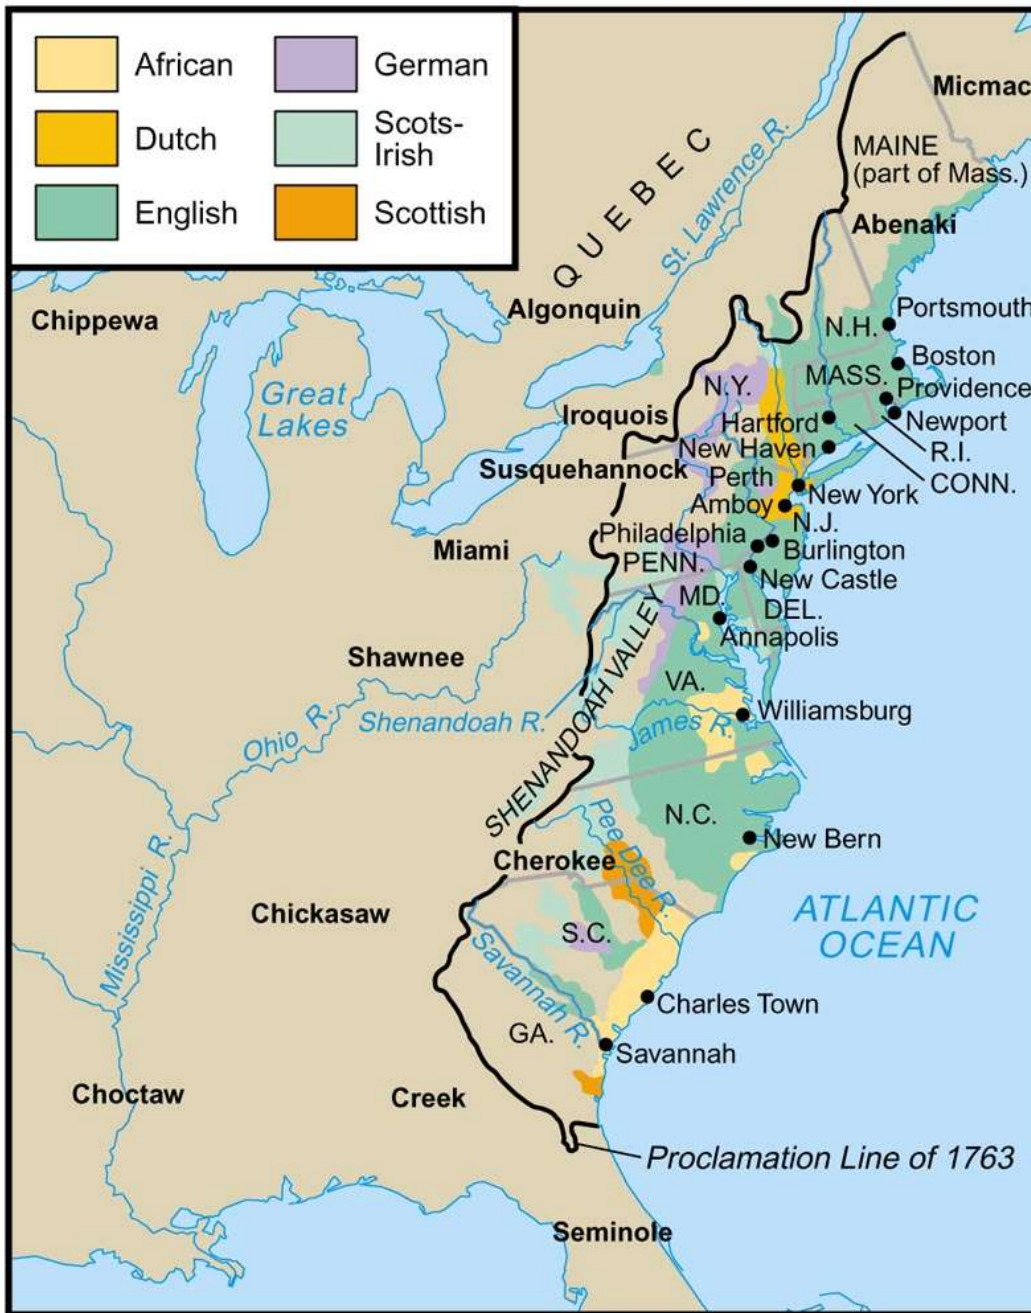 African
Dutch
English
German
Scots-
Irish
Scottish
QUEBEC
St. Lawrence R.
Micmac
MAINE
(part of Mass.)
Abenaki
Chippewa
Algonquin
Great
Lakes
Iroquois
Susquehannock
Miami
Shawnee
N.H.
Portsmouth
Boston
MASS.
Providence
Newport
R.I.
CONN.
N.Y.
Hartford
New Haven
Perth
Amboy
New York
N.J.
Philadelphia
Burlington
PENN.
New Castle
MD.
DEL.
Annapolis
SHENANDOAH VALLEY
Shenandoah R.
Ohio R.
VA.
Williamsburg
James R.
N.C.
New Bern
Pee Dee R.
Cherokee
Mississippi R.
Chickasaw
S.C.
Savannah R.
ATLANTIC
OCEAN
Charles Town
GA.
Savannah
Choctaw
Creek
Proclamation Line of 1763
Seminole